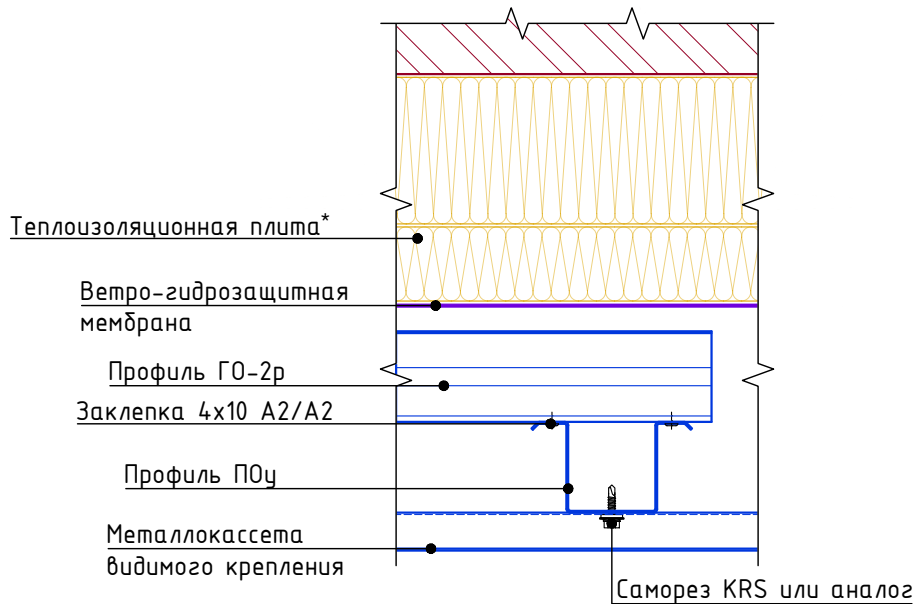 Теплоизоляционная плита*
Ветро-гидрозащитная
мембрана
Профиль ГО-2р
Заклепка 4х10 А2/А2
Профиль ПОу
Металлокассета
видимого крепления
Саморез KRS или аналог